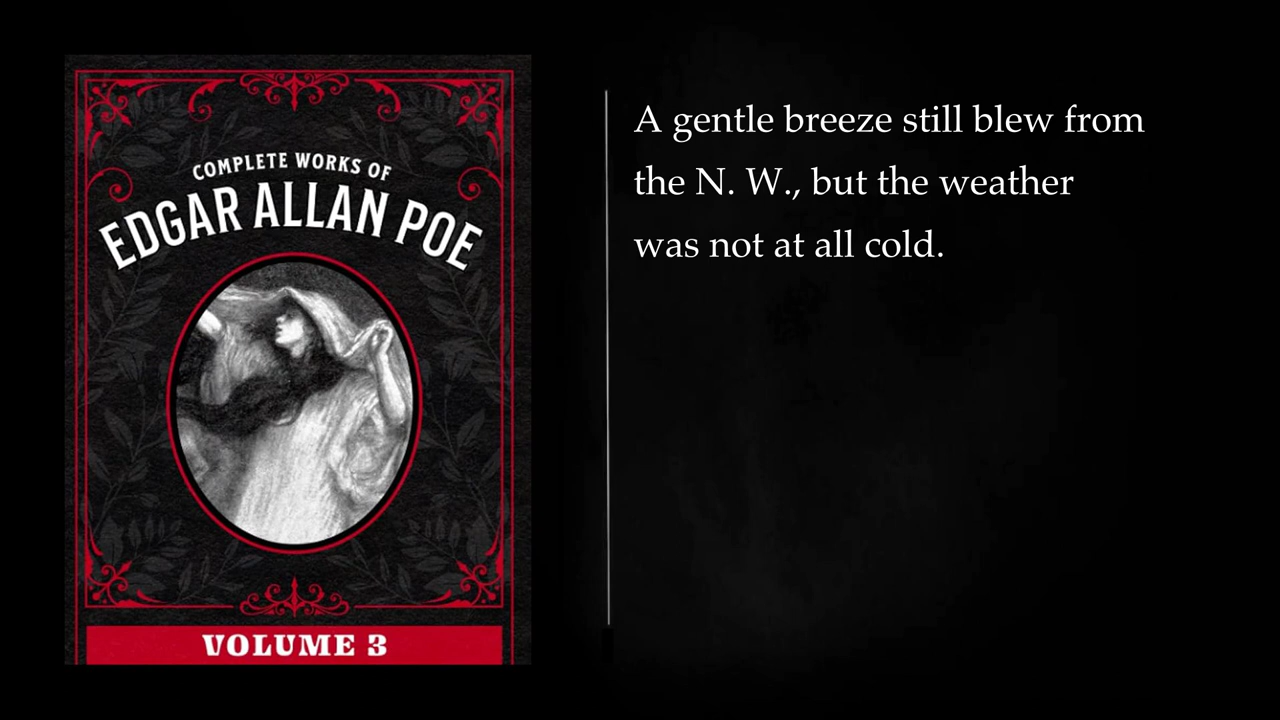 COMPLETE WORKS OF
EDGAR ALLAN POE
VOLUME 3
A gentle breeze still blew from
the N. W., but the weather
was not at all cold.